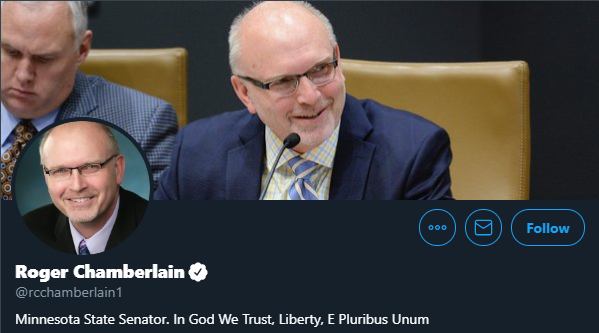 Follow
Roger Chamberlain
@rcchamberlain1
Minnesota State Senator. In God We Trust, Liberty, E Pluribus Unum